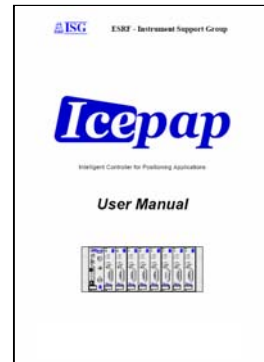 ISG ESRF - Instrument Support Group
Icepap
Intelligent Controller for Positioning Applications
User Manual